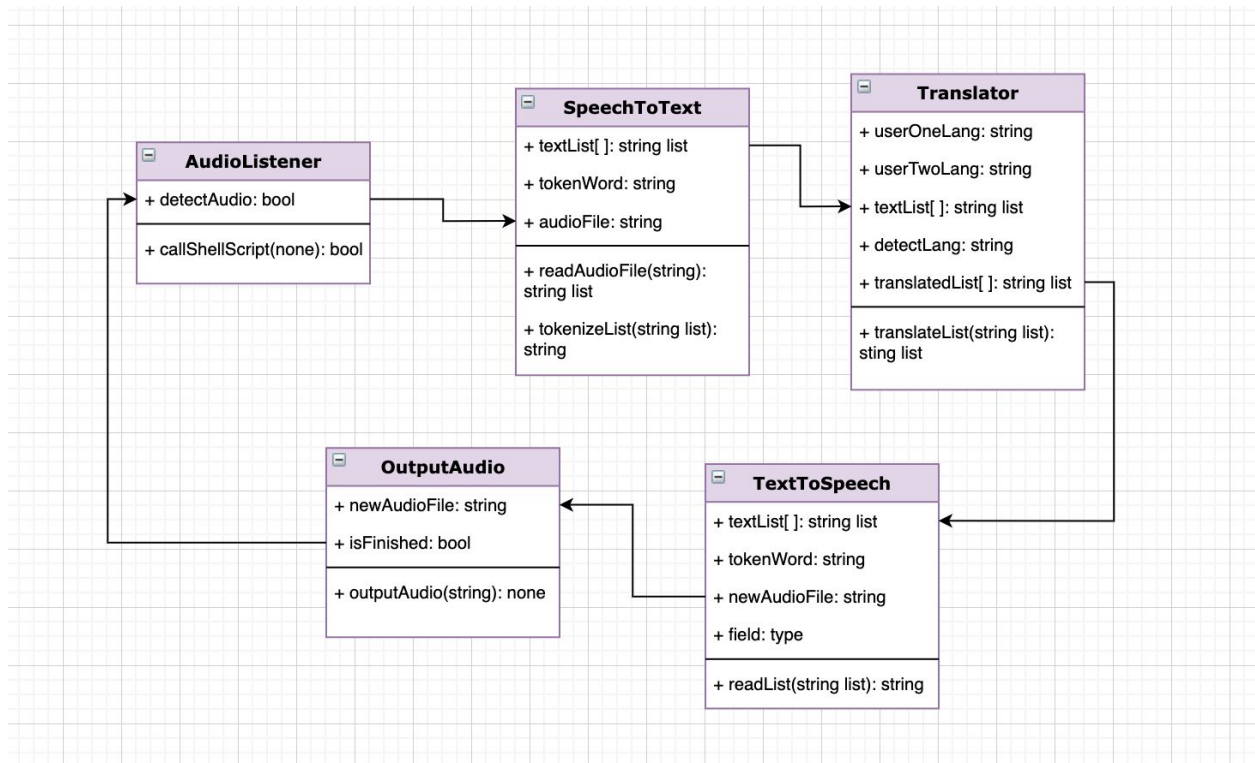 AudioListener
+ detectAudio: bool
+ callShellScript(none): bool
SpeechToText
+ textList[ ]: string list
+ tokenWord: string
+ audioFile: string
+ readAudioFile(string):
string list
+ tokenizeList(string list):
string
Translator
+ userOneLang: string
+ userTwoLang: string
+ textList[ ]: string list
+ detectLang: string
+ translatedList[ ]: string list
+ translateList(string list):
sting list
OutputAudio
+ newAudioFile: string
+ isFinished: bool
+ outputAudio(string): none
TextToSpeech
+ textList[ ]: string list
+ tokenWord: string
+ newAudioFile: string
+ field: type
+ readList(string list): string